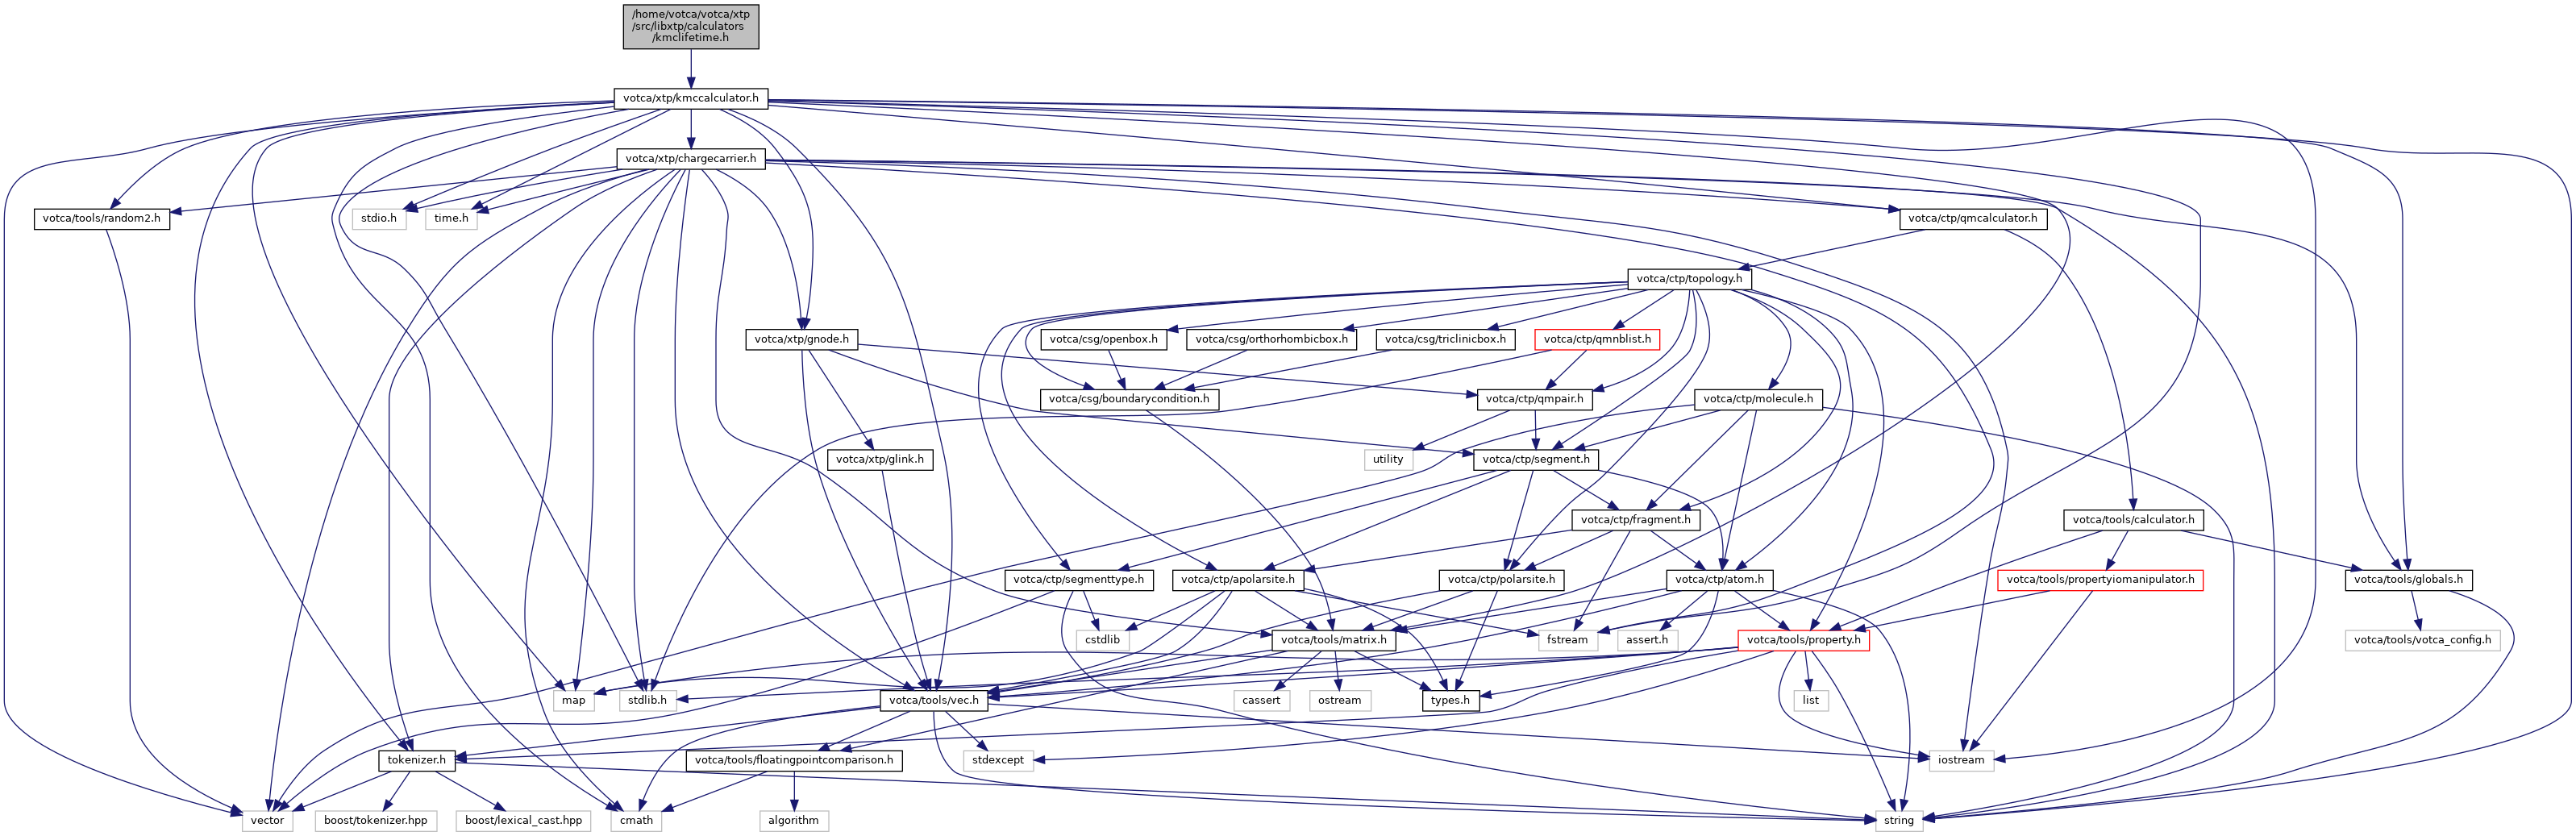 /home/votca/votca/xtp
/src/libxtp/calculators
/kmclifetime.h
votca/xtp/kmccalculator.h
votca/xtp/chargecarrier.h
votca/tools/random2.h
stdio.h
time.h
votca/ctp/qmcalculator.h
votca/ctp/topology.h
votca/xtp/gnode.h
votca/csg/openbox.h
votca/csg/orthorhombicbox.h
votca/csg/triclinicbox.h
votca/ctp/qmnblist.h
votca/csg/boundarycondition.h
votca/ctp/qmpair.h
votca/ctp/molecule.h
votca/xtp/glink.h
utility
votca/ctp/segment.h
votca/ctp/fragment.h
votca/tools/calculator.h
votca/ctp/segmenttype.h
votca/ctp/apolarsite.h
votca/ctp/polarsite.h
votca/ctp/atom.h
votca/tools/propertyiomanipulator.h
votca/tools/globals.h
cstdlib
votca/tools/matrix.h
fstream
assert.h
votca/tools/property.h
votca/tools/votca_config.h
map
stdlib.h
votca/tools/vec.h
cassert
ostream
types.h
list
tokenizer.h
votca/tools/floatingpointcomparison.h
stdexcept
iostream
vector
boost/tokenizer.hpp
boost/lexical_cast.hpp
cmath
algorithm
string